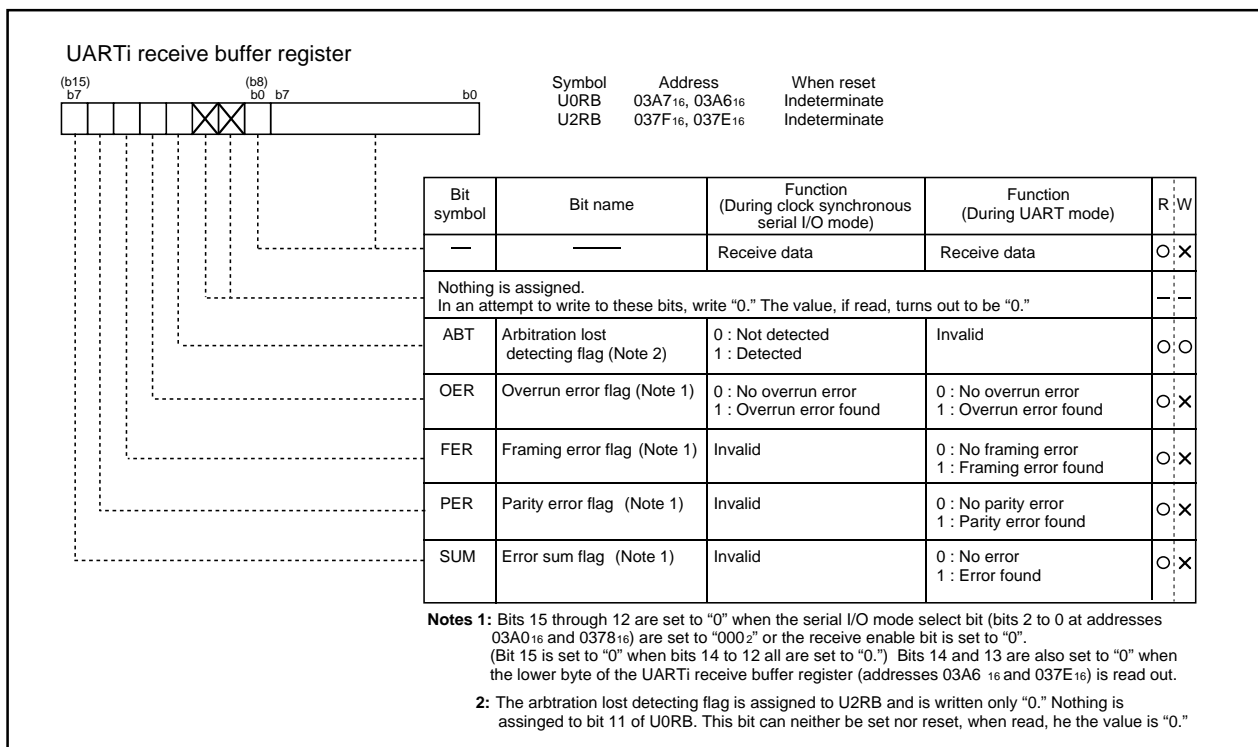 UARTi receive buffer register
(b15) (b8)
b7 b0 b7 b0
Symbol Address When reset
U0RB 03A716, 03A616 Indeterminate
U2RB 037F16, 037E16 Indeterminate
Bit symbol Bit name Function (During clock synchronous serial I/O mode) Function (During UART mode) R W
— — Receive data Receive data O X
Nothing is assigned.
In an attempt to write to these bits, write “0.” The value, if read, turns out to be “0.” – –
ABT Arbitration lost detecting flag (Note 2) 0 : Not detected 1 : Detected Invalid O O
OER Overrun error flag (Note 1) 0 : No overrun error 1 : Overrun error found 0 : No overrun error 1 : Overrun error found O X
FER Framing error flag (Note 1) Invalid 0 : No framing error 1 : Framing error found O X
PER Parity error flag (Note 1) Invalid 0 : No parity error 1 : Parity error found O X
SUM Error sum flag (Note 1) Invalid 0 : No error 1 : Error found O X
Notes 1: Bits 15 through 12 are set to “0” when the serial I/O mode select bit (bits 2 to 0 at addresses
03A016 and 037816) are set to “0002” or the receive enable bit is set to “0”.
(Bit 15 is set to “0” when bits 14 to 12 all are set to “0.”) Bits 14 and 13 are also set to “0” when
the lower byte of the UARTi receive buffer register (addresses 03A6 16 and 037E16) is read out.
2: The arbtration lost detecting flag is assigned to U2RB and is written only “0.” Nothing is
assinged to bit 11 of U0RB. This bit can neither be set nor reset, when read, he the value is “0.”